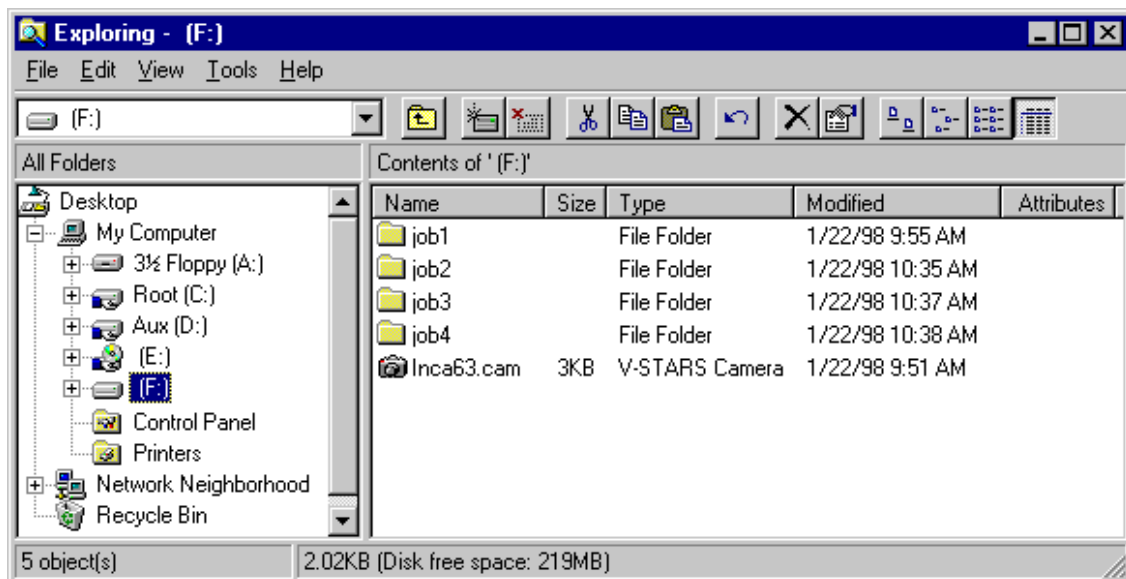 Exploring - (F:)
File Edit View Tools Help
(F:)
All Folders
Contents of ' (F:)'
Desktop
My Computer
3½ Floppy (A:)
Root (C:)
Aux (D:)
(E:)
(F:)
Control Panel
Printers
Network Neighborhood
Recycle Bin
Name Size Type Modified Attributes
job1 File Folder 1/22/98 9:55 AM
job2 File Folder 1/22/98 10:35 AM
job3 File Folder 1/22/98 10:37 AM
job4 File Folder 1/22/98 10:38 AM
Inca63.cam 3KB V-STARS Camera 1/22/98 9:51 AM
5 object(s)
2.02KB (Disk free space: 219MB)